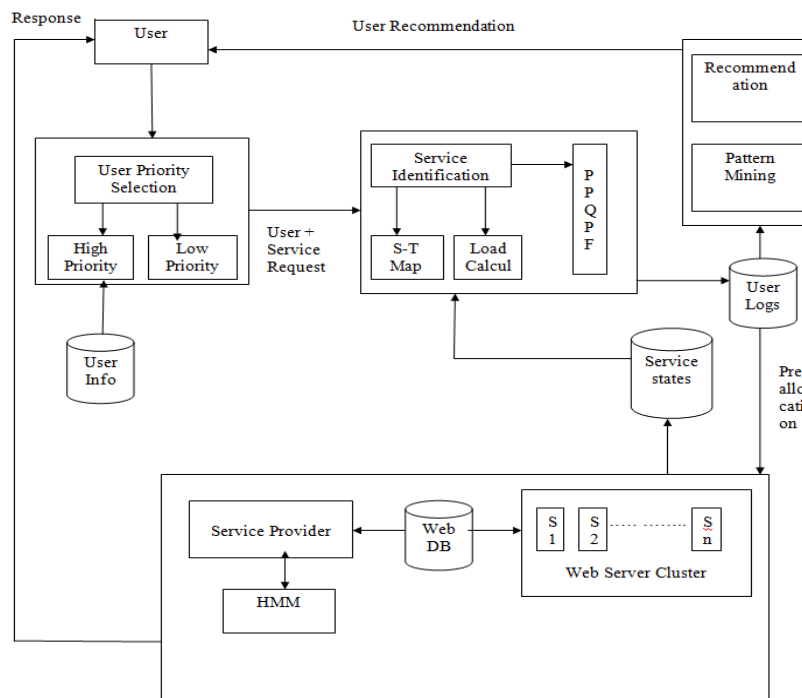 Response
User
User Recommendation
Recommend
ation
Pattern
Mining
User Priority
Selection
High
Priority
Low
Priority
User +
Service
Request
Service
Identification
S-T
Map
Load
Calcul
P
P
Q
P
F
User
Logs
User
Info
Service
states
Pre
allo
cati
on
Service Provider
HMM
Web
DB
S
1
S
2
..... ........
S
n
Web Server Cluster